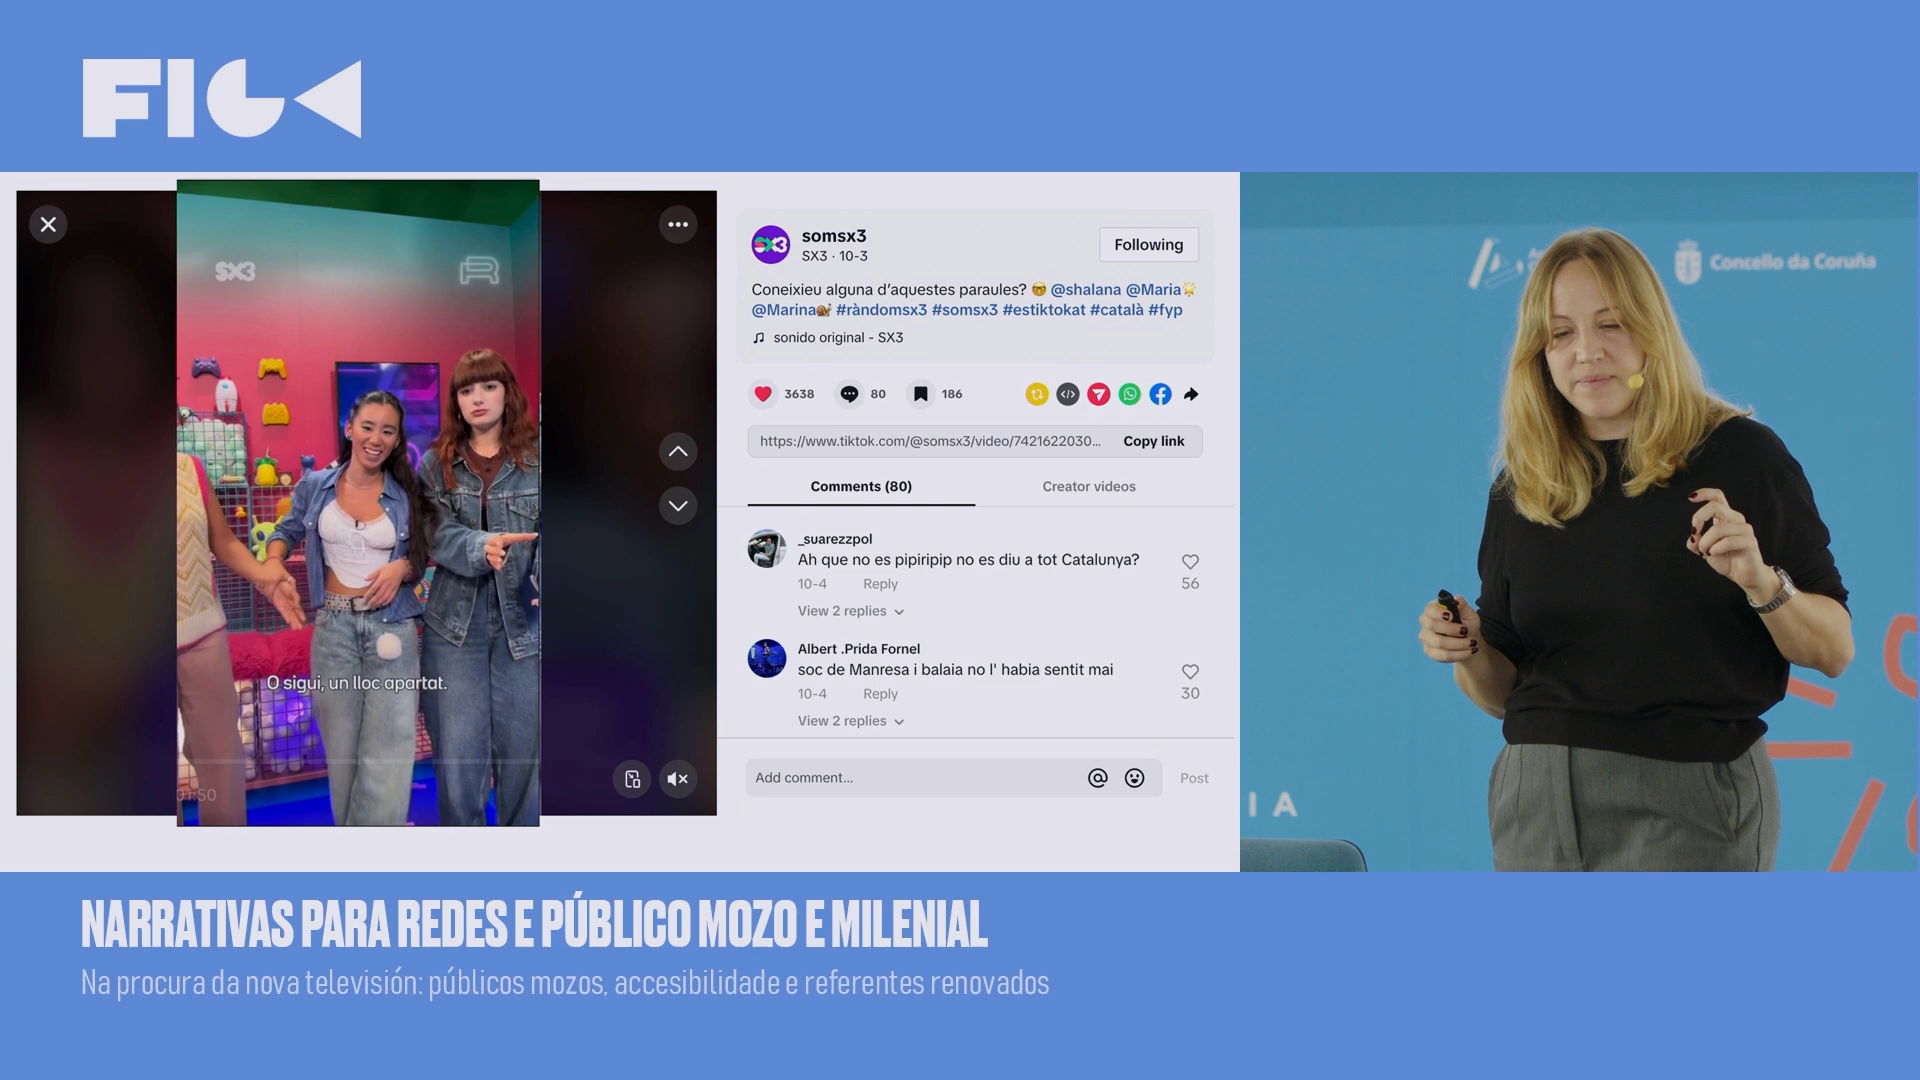 FIC
SX3
O sigui, un lloc apartat.
01:50
SX3
somsx3
SX3 · 10-3
Following
Coneixieu alguna d’aquestes paraules? 🤓 @shalana @Maria🌟
@Marina🐌 #ràndomsx3 #somsx3 #estiktokat #català #fyp
sonido original - SX3
3638
80
186
https://www.tiktok.com/@somsx3/video/7421622030...
Copy link
Comments (80)
Creator videos
_suarezzpol
Ah que no es pipiripip no es diu a tot Catalunya?
10-4 Reply
56
View 2 replies
Albert .Prida Fornel
soc de Manresa i balaia no l' habia sentit mai
10-4 Reply
30
View 2 replies
Add comment...
Post
Concello da Coruña
I A
NARRATIVAS PARA REDES E PÚBLICO MOZO E MILENIAL
Na procura da nova televisión: públicos mozos, accesibilidade e referentes renovados